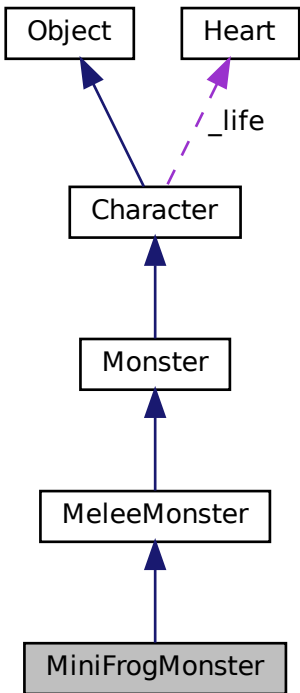 Object
Heart
_life
Character
Monster
MeleeMonster
MiniFrogMonster